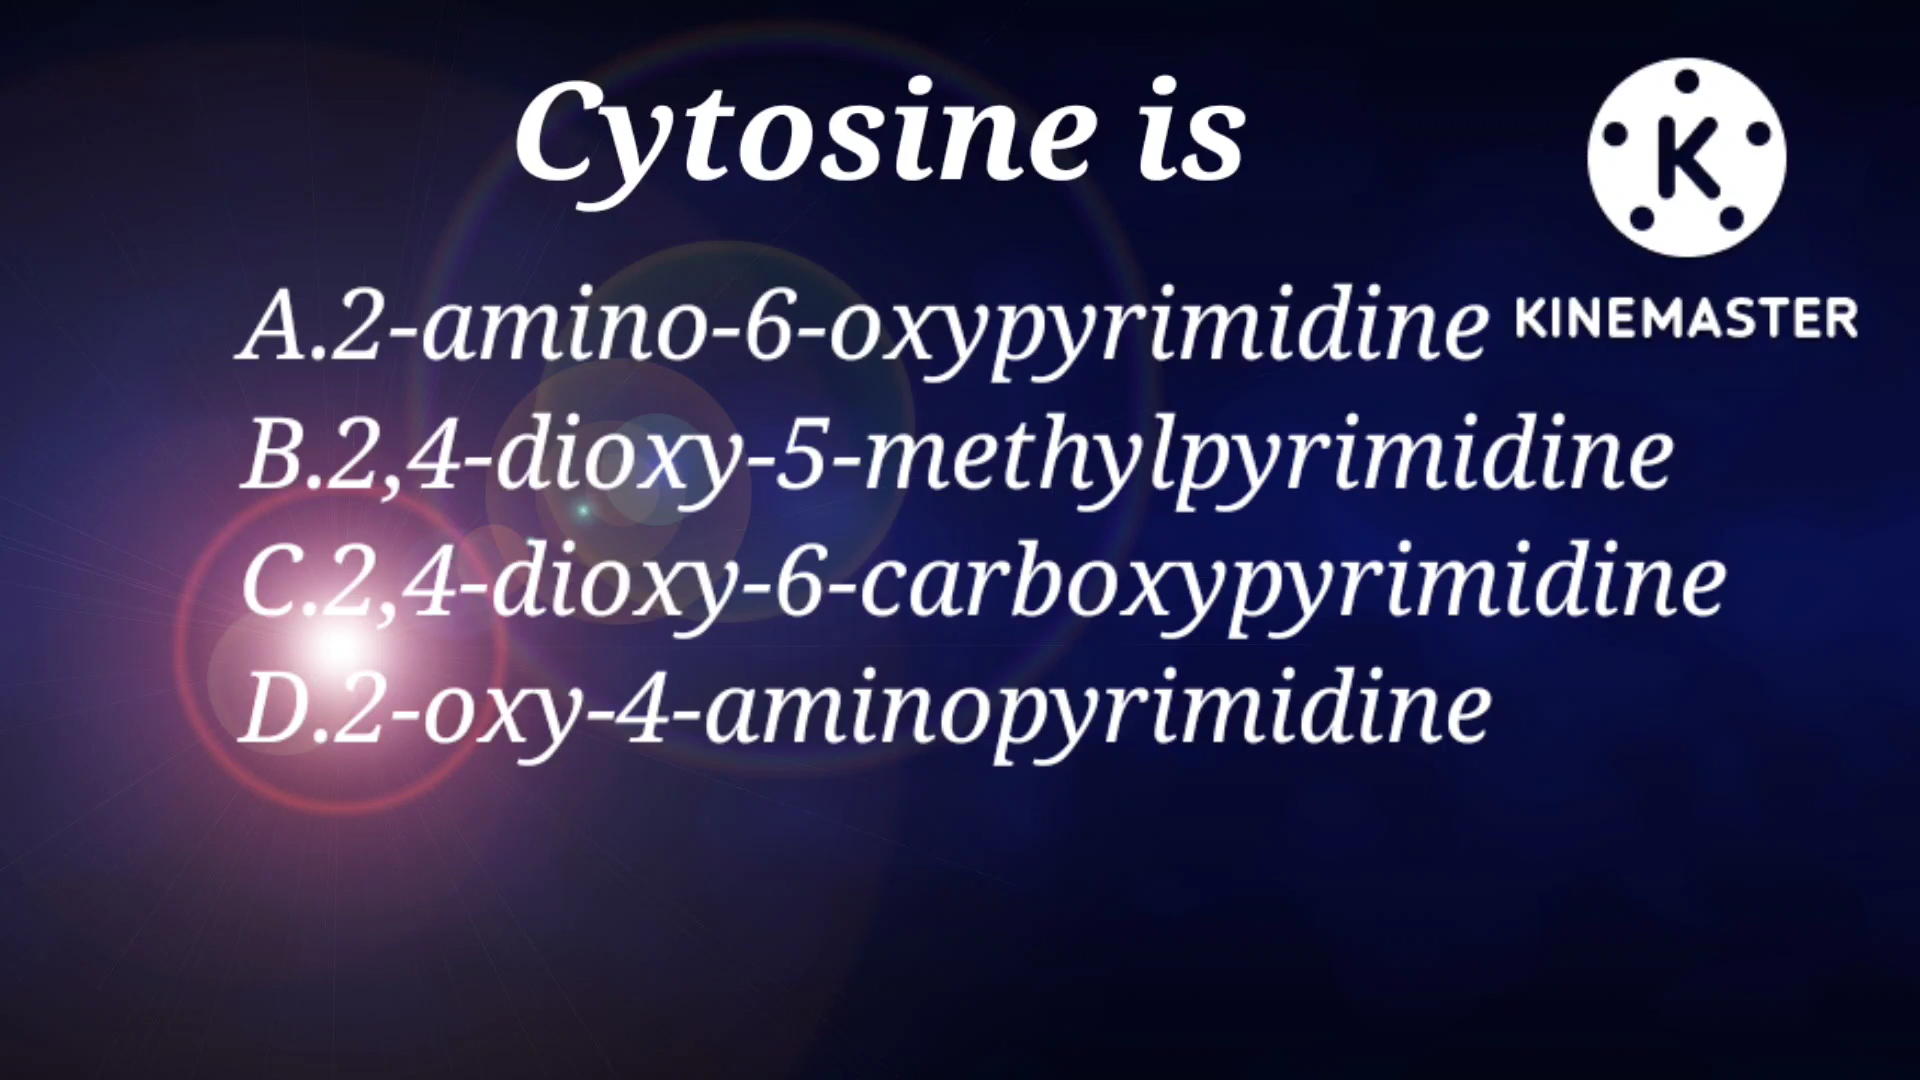 Cytosine is
K
KINEMASTER
A.2-amino-6-oxypyrimidine
B.2,4-dioxy-5-methylpyrimidine
C.2,4-dioxy-6-carboxypyrimidine
D.2-oxy-4-aminopyrimidine